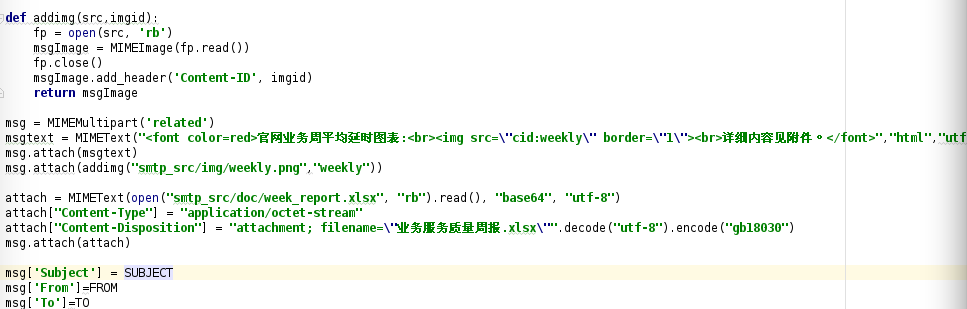 def addimg(src,imgid):
    fp = open(src, 'rb')
    msgImage = MIMEImage(fp.read())
    fp.close()
    msgImage.add_header('Content-ID', imgid)
    return msgImage
msg = MIMEMultipart('related')
msgtext = MIMEText("<font color=red>官网业务周平均延时图表:<br><img src=\"cid:weekly\" border=\"1\"><br>详细内容见附件。</font>","html","utf
msg.attach(msgtext)
msg.attach(addimg("smtp_src/img/weekly.png","weekly"))
attach = MIMEText(open("smtp_src/doc/week_report.xlsx", "rb").read(), "base64", "utf-8")
attach["Content-Type"] = "application/octet-stream"
attach["Content-Disposition"] = "attachment; filename=\"业务服务质量周报.xlsx\"".decode("utf-8").encode("gb18030")
msg.attach(attach)
msg['Subject'] = SUBJECT
msg['From']=FROM
msg['To']=TO